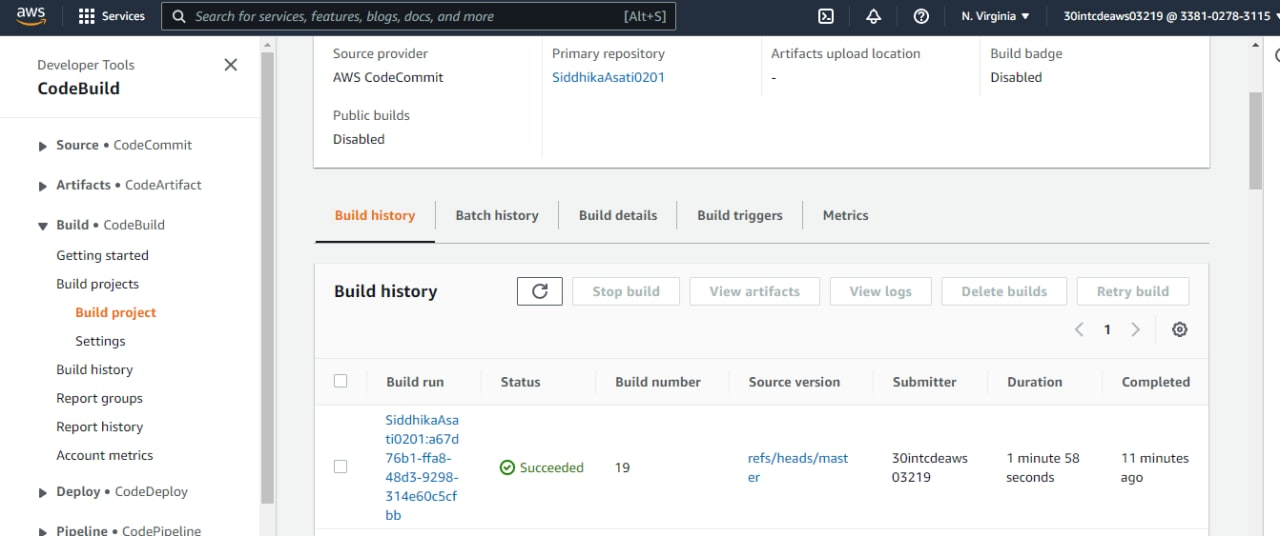 aws
Services
Search for services, features, blogs, docs, and more
[Alt+S]
N. Virginia
30intcdeaws03219 @ 3381-0278-3115
Developer Tools
CodeBuild
Source • CodeCommit
Artifacts • CodeArtifact
Build • CodeBuild
Getting started
Build projects
Build project
Settings
Build history
Report groups
Report history
Account metrics
Deploy • CodeDeploy
Pipeline • CodePipeline
Source provider
AWS CodeCommit
Primary repository
SiddhikaAsati0201
Artifacts upload location
-
Build badge
Disabled
Public builds
Disabled
Build history
Batch history
Build details
Build triggers
Metrics
Build history
Stop build
View artifacts
View logs
Delete builds
Retry build
1
Build run
Status
Build number
Source version
Submitter
Duration
Completed
SiddhikaAsa
ti0201:a67d
76b1-ffa8-
48d3-9298-
314e60c5cf
bb
Succeeded
19
refs/heads/mast
er
30intcdeaws
03219
1 minute 58
seconds
11 minutes
ago